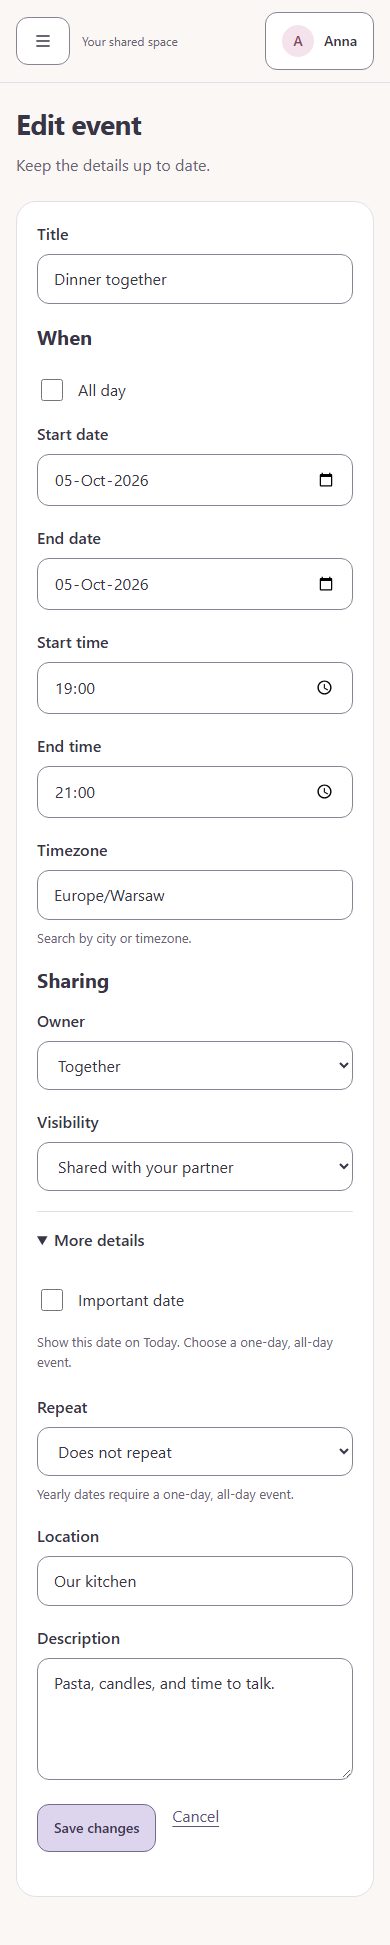 Your shared space
A
Anna
Edit event
Keep the details up to date.
Title
Dinner together
When
All day
Start date
05-Oct-2026
End date
05-Oct-2026
Start time
19:00
End time
21:00
Timezone
Europe/Warsaw
Search by city or timezone.
Sharing
Owner
Together
Visibility
Shared with your partner
More details
Important date
Show this date on Today. Choose a one-day, all-day
event.
Repeat
Does not repeat
Yearly dates require a one-day, all-day event.
Location
Our kitchen
Description
Pasta, candles, and time to talk.
Save changes
Cancel